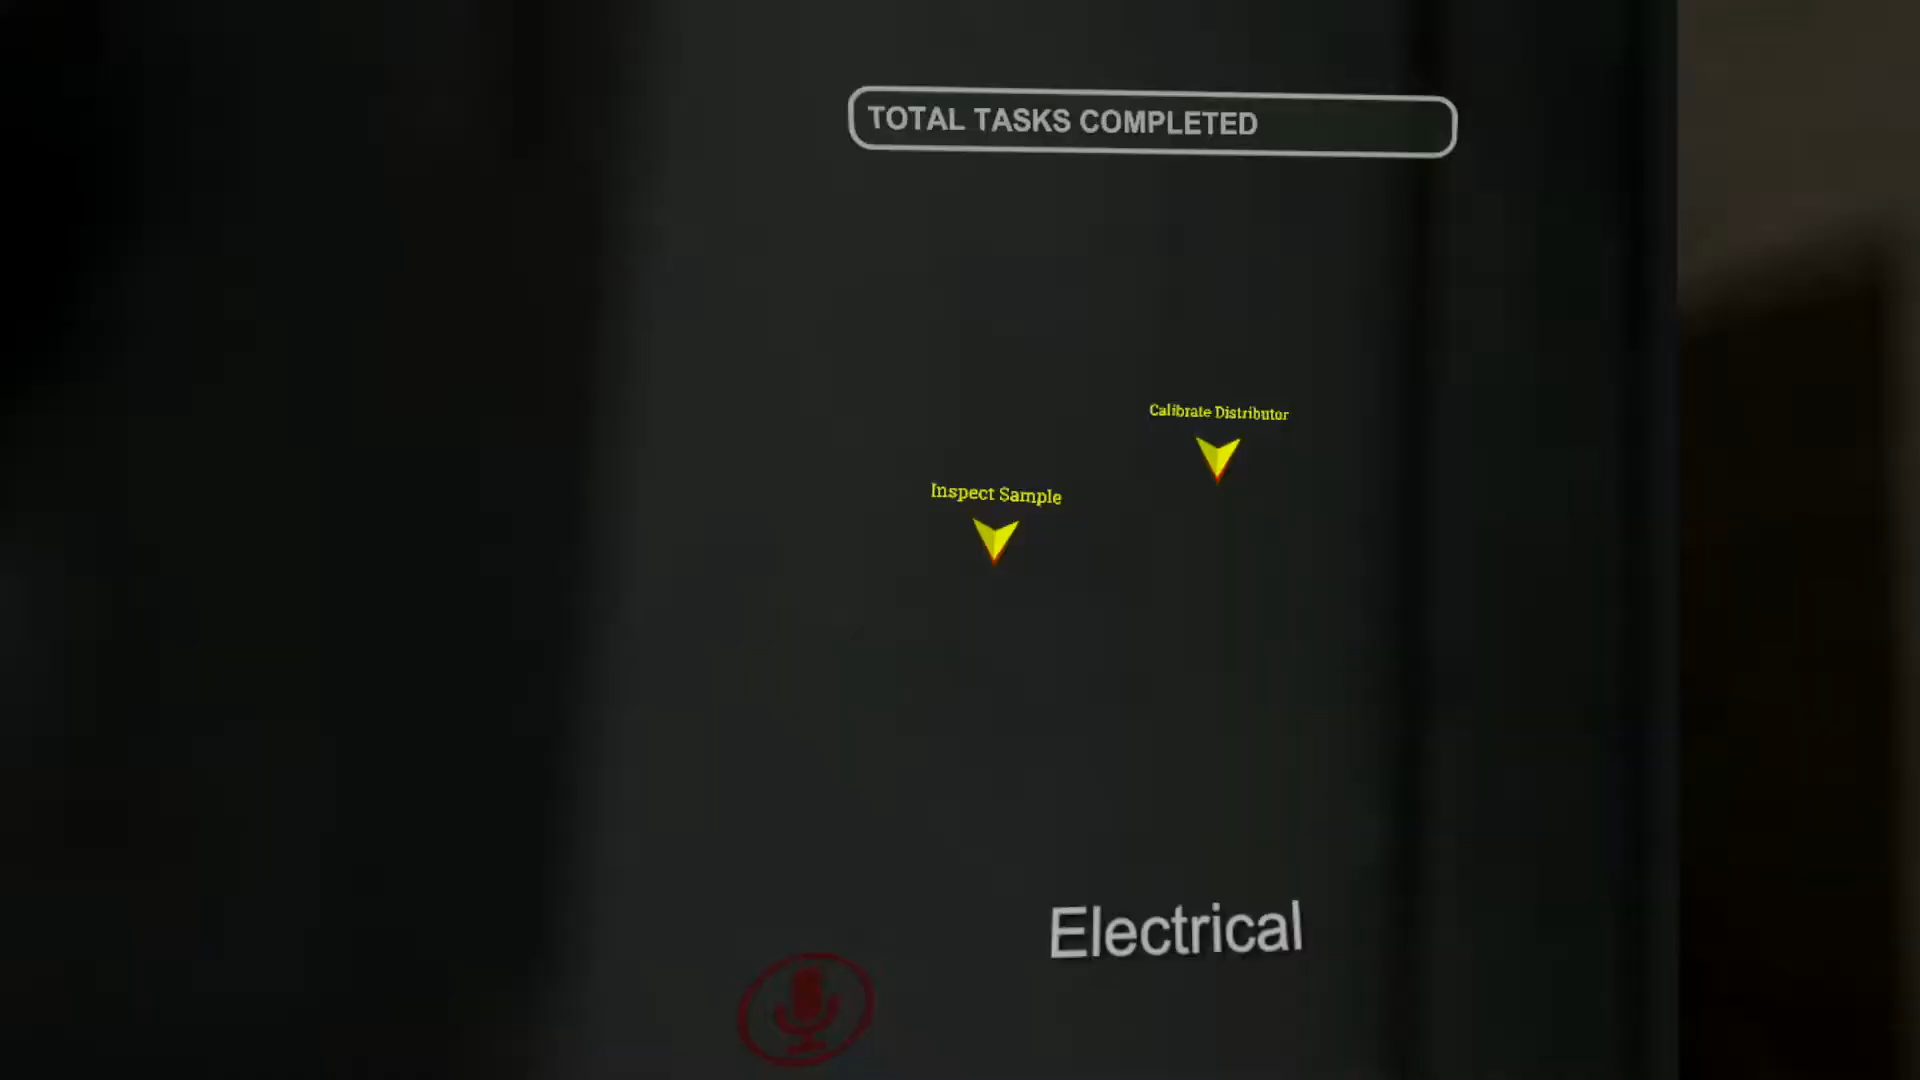 TOTAL TASKS COMPLETED
Calibrate Distributor
Inspect Sample
Electrical